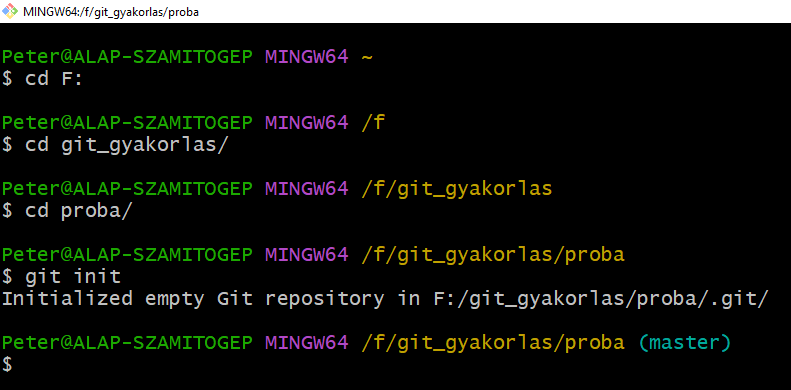 MINGW64:/f/git_gyakorlas/proba
Peter@ALAP-SZAMITOGEP MINGW64 ~
$ cd F:
Peter@ALAP-SZAMITOGEP MINGW64 /f
$ cd git_gyakorlas/
Peter@ALAP-SZAMITOGEP MINGW64 /f/git_gyakorlas
$ cd proba/
Peter@ALAP-SZAMITOGEP MINGW64 /f/git_gyakorlas/proba
$ git init
Initialized empty Git repository in F:/git_gyakorlas/proba/.git/
Peter@ALAP-SZAMITOGEP MINGW64 /f/git_gyakorlas/proba (master)
$